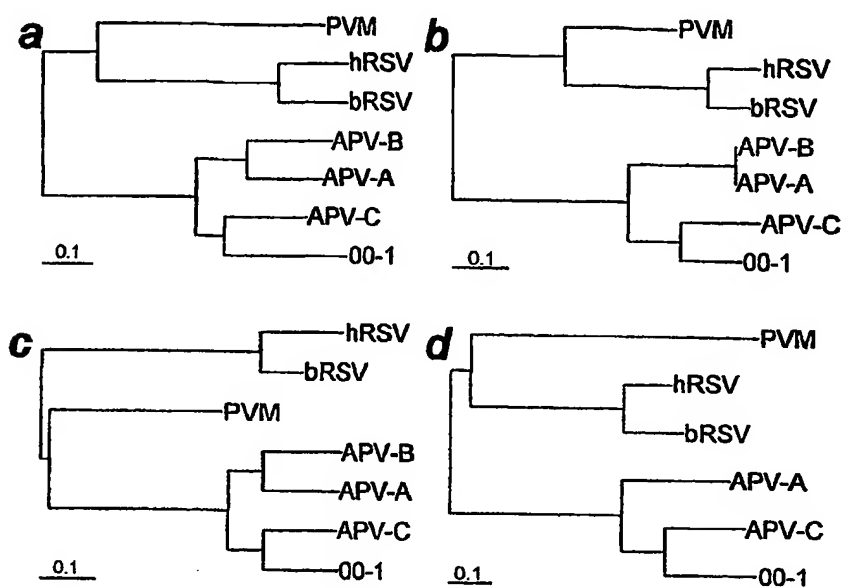 a
PVM
hRSV
bRSV
APV-B
APV-A
APV-C
00-1
0.1
b
PVM
hRSV
bRSV
APV-B
APV-A
APV-C
00-1
0.1
c
hRSV
bRSV
PVM
APV-B
APV-A
APV-C
00-1
0.1
d
PVM
hRSV
bRSV
APV-A
APV-C
00-1
0.1